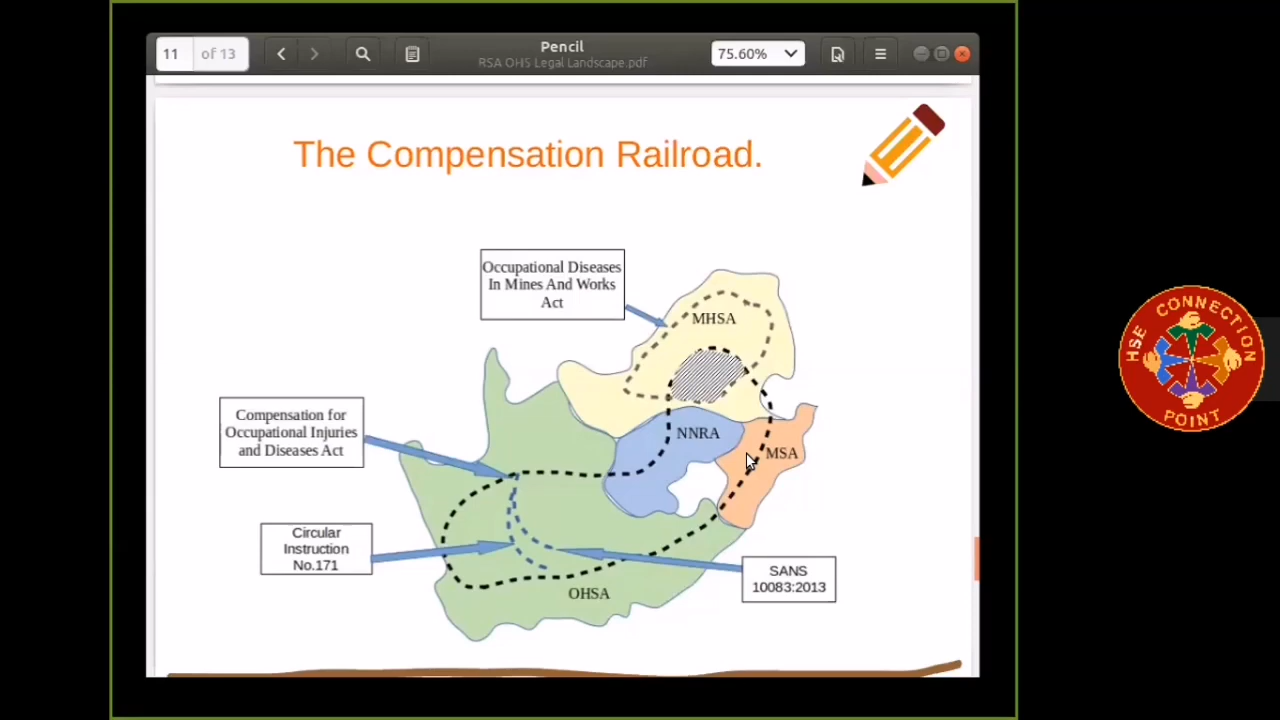 11 of 13
Pencil
RSA OHS Legal Landscape.pdf
75.60%
The Compensation Railroad.
Occupational Diseases
In Mines And Works
Act
MHSA
Compensation for
Occupational Injuries
and Diseases Act
NNRA
MSA
Circular
Instruction
No.171
SANS
10083:2013
OHSA
HSE CONNECTION
POINT